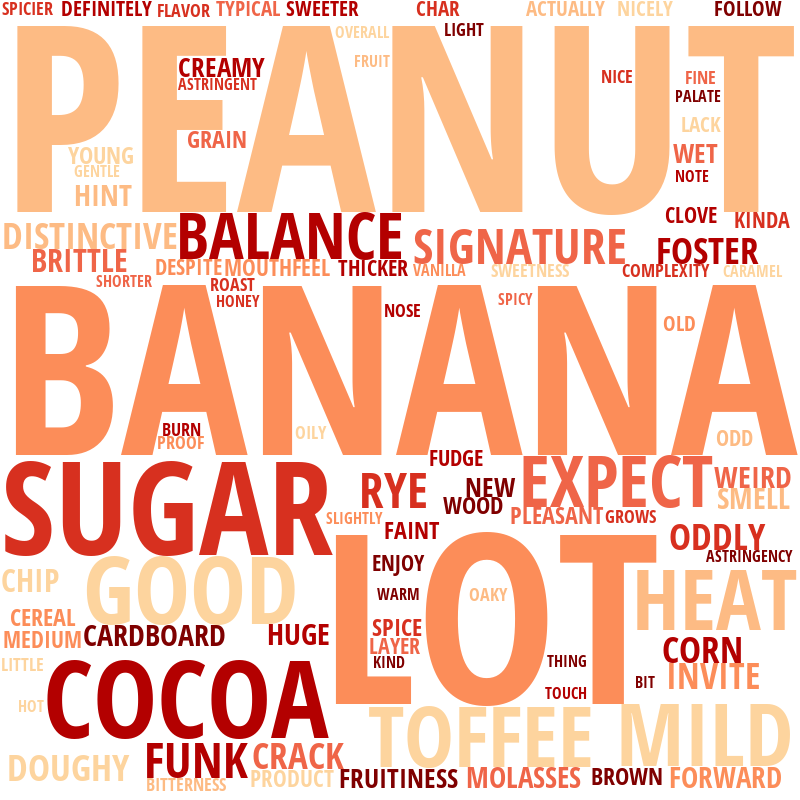 SPICIER DEFINITELY FLAVOR TYPICAL SWEETER CHAR ACTUALLY NICELY FOLLOW
OVERALL LIGHT
PEANUT
CREAMY FRUIT NICE FINE
ASTRINGENT PALATE
GRAIN LACK
YOUNG WET
GENTLE NOTE
HINT
CLOVE KINDA
DISTINCTIVE BALANCE SIGNATURE FOSTER
BRITTLE DESPITE MOUTHFEEL THICKER VANILLA SWEETNESS COMPLEXITY CARAMEL
SHORTER ROAST
HONEY NOSE SPICY
OLD
BANANA
BURN OILY ODD
PROOF
FUDGE
SUGAR RYE NEW EXPECT WEIRD
WOOD SMELL
SLIGHTLY PLEASANT GROWS
FAINT ODDLY
ASTRINGENCY
CHIP GOOD ENJOY LOT HEAT
WARM OAKY
CEREAL SPICE
MEDIUM CARDBOARD HUGE LAYER CORN
LITTLE KIND THING INVITE
HOT COCOA TOUCH BIT
TOFFEE MILD
DOUGHY FUNK CRACK
BITTERNESS PRODUCT FRUITINESS MOLASSES BROWN FORWARD